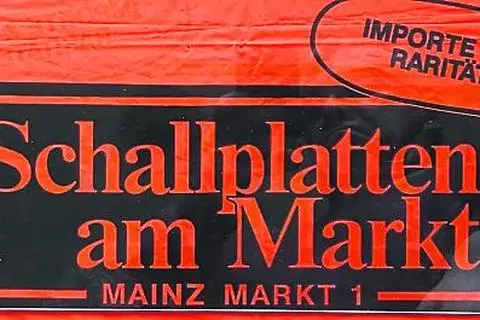 IMPORTE
RARITÄT
Schallplatten
am Markt
MAINZ MARKT 1